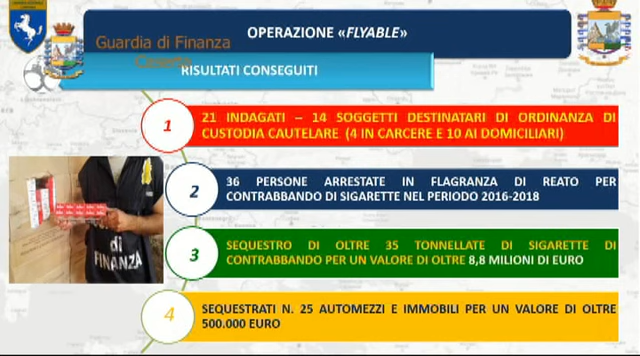 OPERAZIONE «FLYABLE»
Guardia di Finanza
Caserta
RISULTATI CONSEGUITI
1
21 INDAGATI – 14 SOGGETTI DESTINATARI DI ORDINANZA DI
CUSTODIA CAUTELARE (4 IN CARCERE E 10 AI DOMICILIARI)
2
36 PERSONE ARRESTATE IN FLAGRANZA DI REATO PER
CONTRABBANDO DI SIGARETTE NEL PERIODO 2016-2018
3
SEQUESTRO DI OLTRE 35 TONNELLATE DI SIGARETTE DI
CONTRABBANDO PER UN VALORE DI OLTRE 8,8 MILIONI DI EURO
4
SEQUESTRATI N. 25 AUTOMEZZI E IMMOBILI PER UN VALORE DI OLTRE
500.000 EURO
di
FINANZA